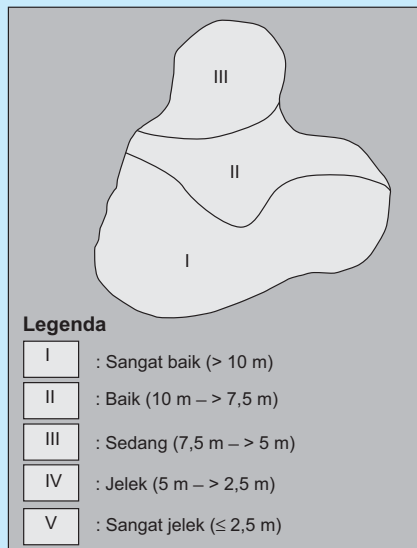 III
II
I
Legenda
I : Sangat baik (> 10 m)
II : Baik (10 m – > 7,5 m)
III : Sedang (7,5 m – > 5 m)
IV : Jelek (5 m – > 2,5 m)
V : Sangat jelek (≤ 2,5 m)